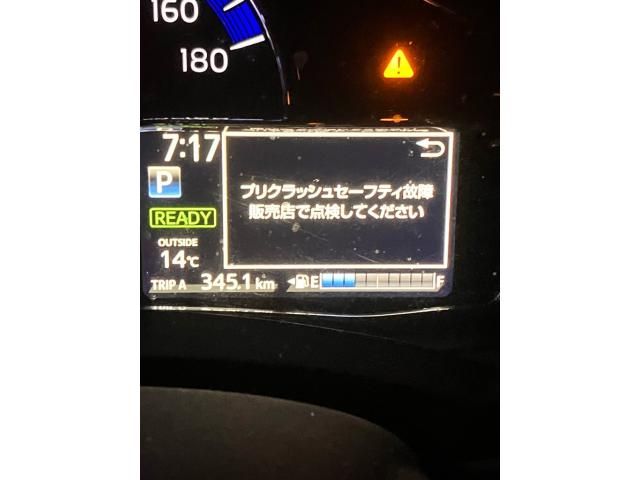 160
180
7:17
P
READY
OUTSIDE
14℃
プリクラッシュセーフティ故障
販売店で点検してください
TRIP A 345.1 km E F